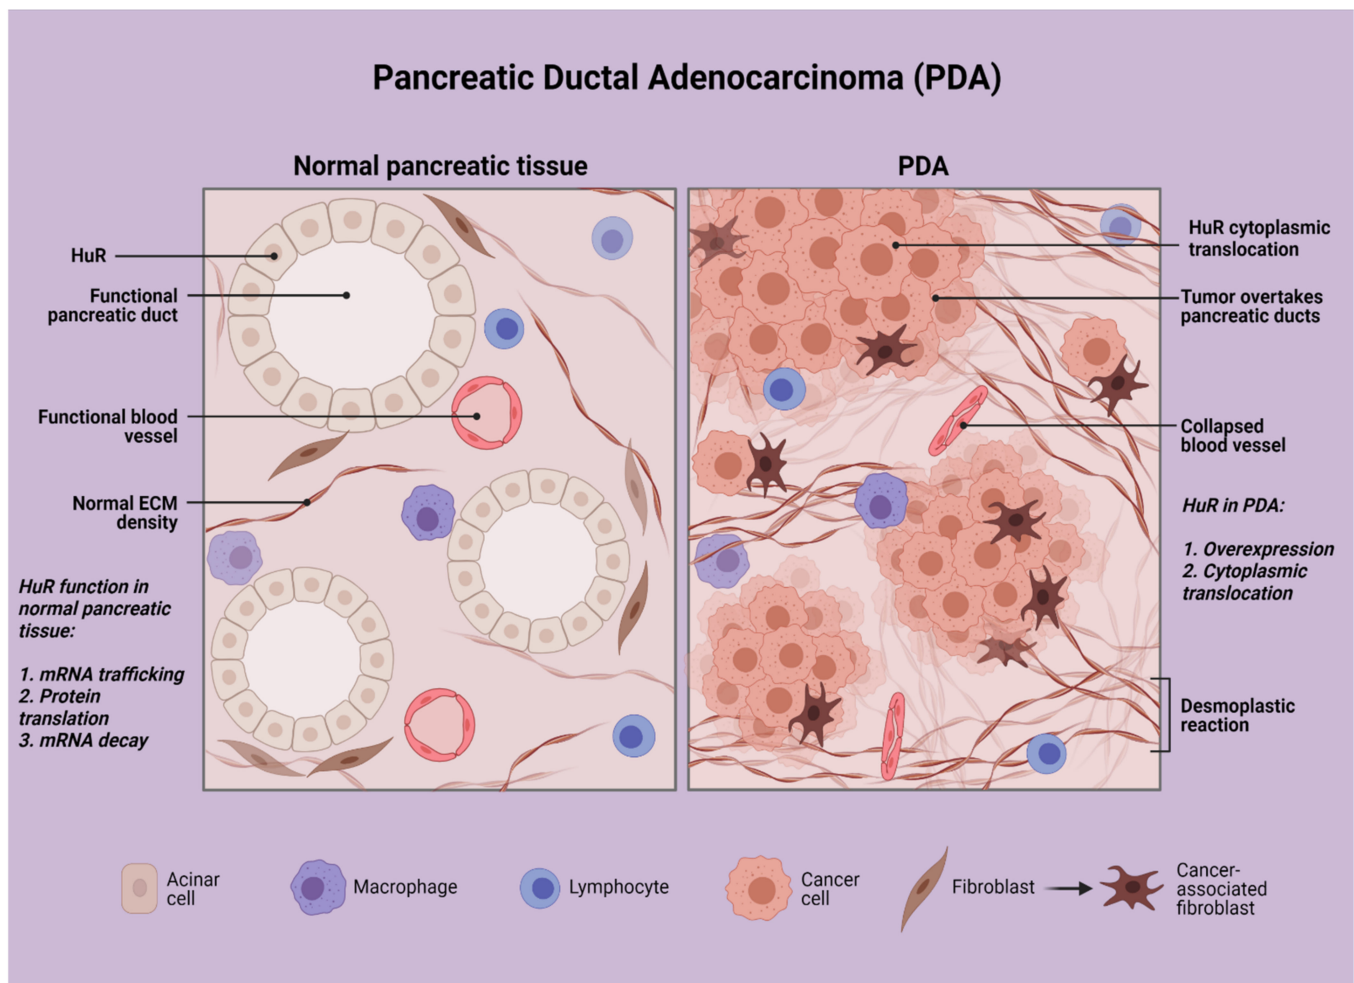 Pancreatic Ductal Adenocarcinoma (PDA)
Normal pancreatic tissue
HuR
Functional
pancreatic duct
Functional blood
vessel
Normal ECM
density
HuR function in
normal pancreatic
tissue:
1. mRNA trafficking
2. Protein
translation
3. mRNA decay
PDA
HuR cytoplasmic
translocation
Tumor overtakes
pancreatic ducts
Collapsed
blood vessel
HuR in PDA:
1. Overexpression
2. Cytoplasmic
translocation
Desmoplastic
reaction
Acinar
cell
Macrophage
Lymphocyte
Cancer
cell
Fibroblast
Cancer-
associated
fibroblast